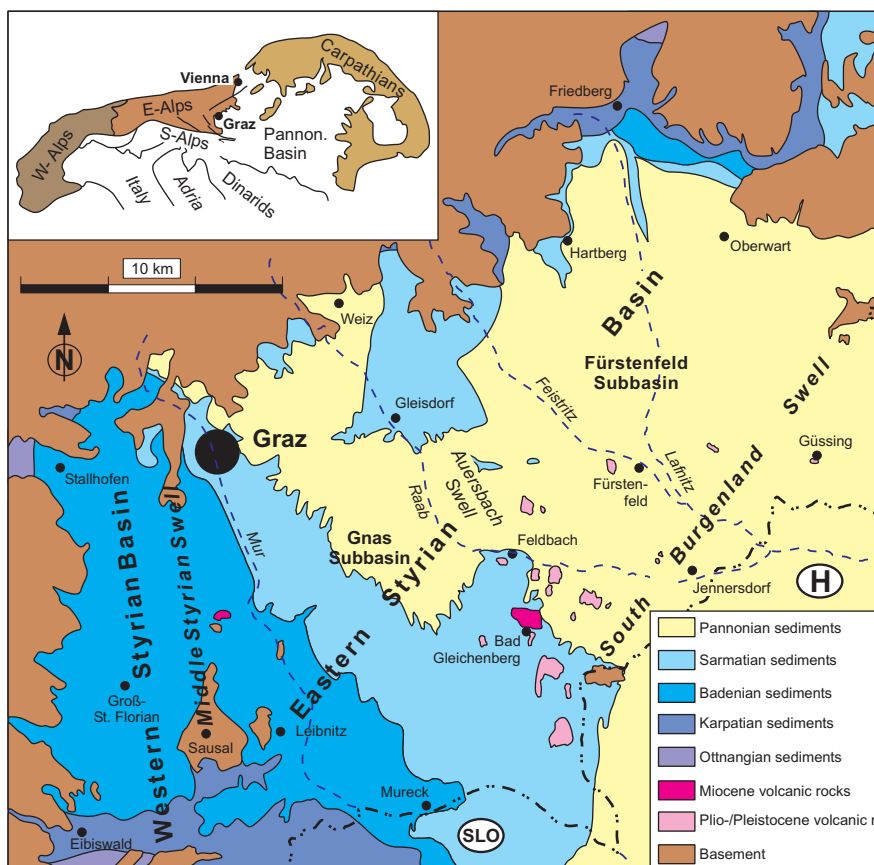 Carpathians
Vienna
E-Alps
Graz
Pannon.
Basin
S-Alps
W- Alps
Italy
Adria
Dinarids
10 km
N
Friedberg
Hartberg
Oberwart
Weiz
Basin
Fürstenfeld
Subbasin
Swell
Gleisdorf
Feistritz
Graz
Güssing
Stallhofen
Auersbach
Swell
Lafnitz
Fürsten-
feld
Raab
Burgenland
Mur
Gnas
Subbasin
Styrian
Feldbach
Jennersdorf
H
South
Western Styrian Basin
Middle Styrian Swell
Eastern
Bad
Gleichenberg
Groß-
St. Florian
Sausal
Leibnitz
Mureck
SLO
Eibiswald
Pannonian sediments
Sarmatian sediments
Badenian sediments
Karpatian sediments
Ottnangian sediments
Miocene volcanic rocks
Plio-/Pleistocene volcanic r
Basement